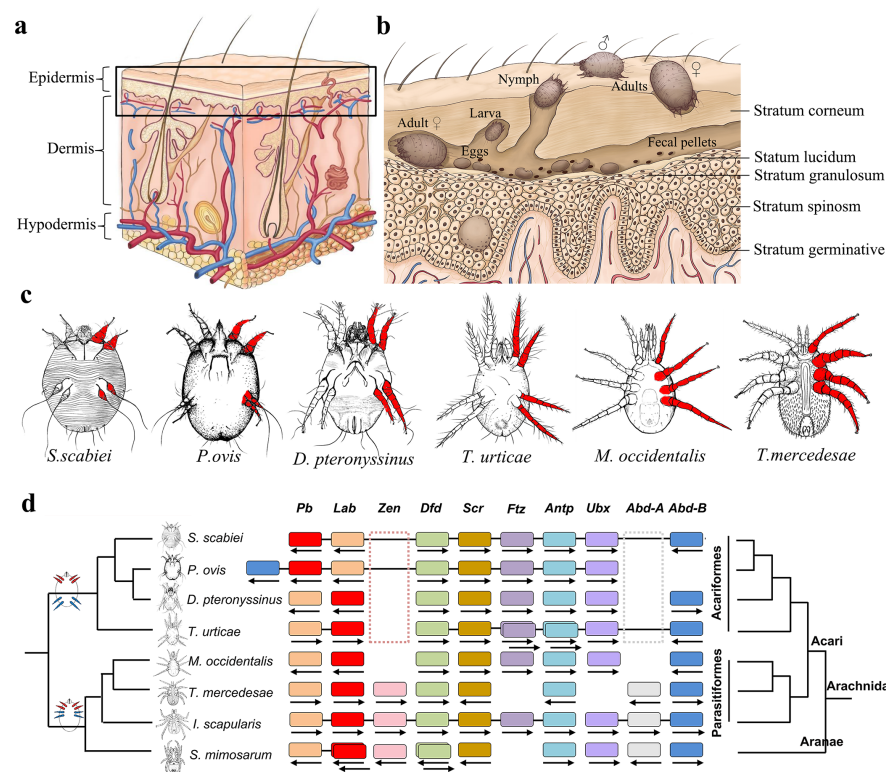 a
Epidermis
Dermis
Hypodermis
b
♂
Nymph
♀
Adults
Larva
Adult ♀
Eggs
Fecal pellets
Stratum corneum
Statum lucidum
Stratum granulosum
Stratum spinosm
Stratum germinative
c
S.scabiei
P.ovis
D. pteronyssinus
T. urticae
M. occidentalis
T.mercedesae
d
Pb Lab Zen Dfd Scr Ftz Antp Ubx Abd-A Abd-B
S. scabiei
P. ovis
D. pteronyssinus
T. urticae
M. occidentalis
T. mercedesae
I. scapularis
S. mimosarum
Acariformes
Parasitiformes
Acari
Arachnida
Aranae